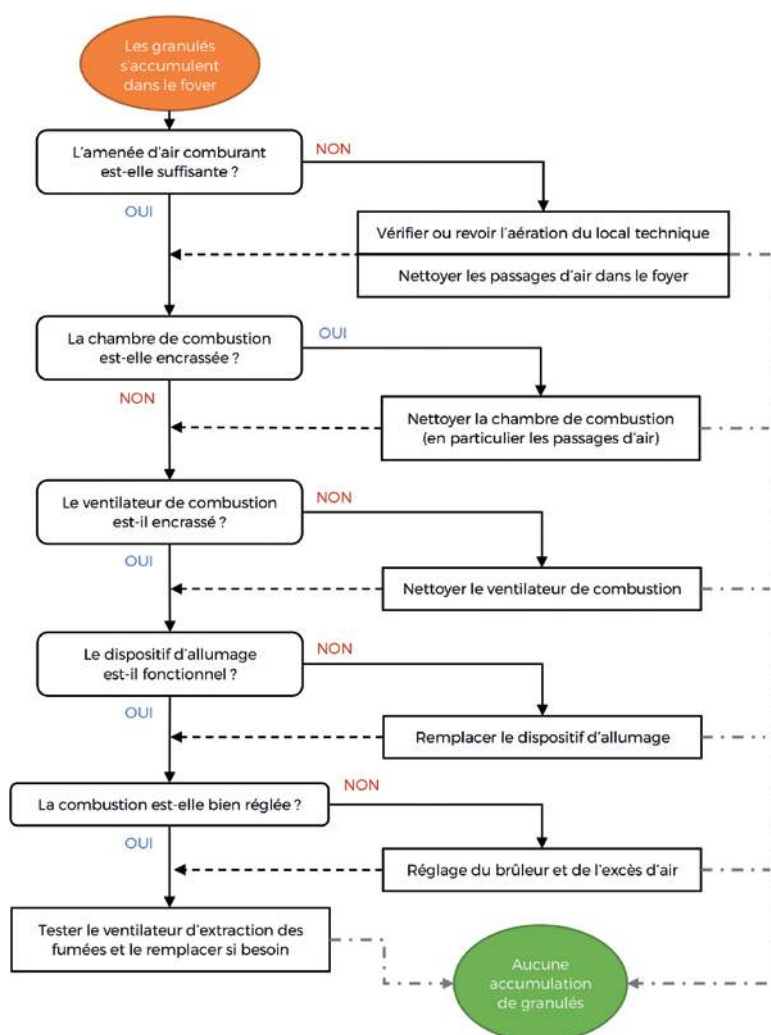 Les granulés
s'accumulent
dans le foyer
L'amenée d'air comburant
est-elle suffisante ?
NON
OUI
Vérifier ou revoir l'aération du local technique
Nettoyer les passages d'air dans le foyer
La chambre de combustion
est-elle encrassée ?
OUI
NON
Nettoyer la chambre de combustion
(en particulier les passages d'air)
Le ventilateur de combustion
est-il encrassé ?
NON
OUI
Nettoyer le ventilateur de combustion
Le dispositif d'allumage
est-il fonctionnel ?
NON
OUI
Remplacer le dispositif d'allumage
La combustion est-elle bien réglée ?
NON
OUI
Réglage du brûleur et de l'excès d'air
Tester le ventilateur d'extraction des
fumées et le remplacer si besoin
Aucune
accumulation
de granulés